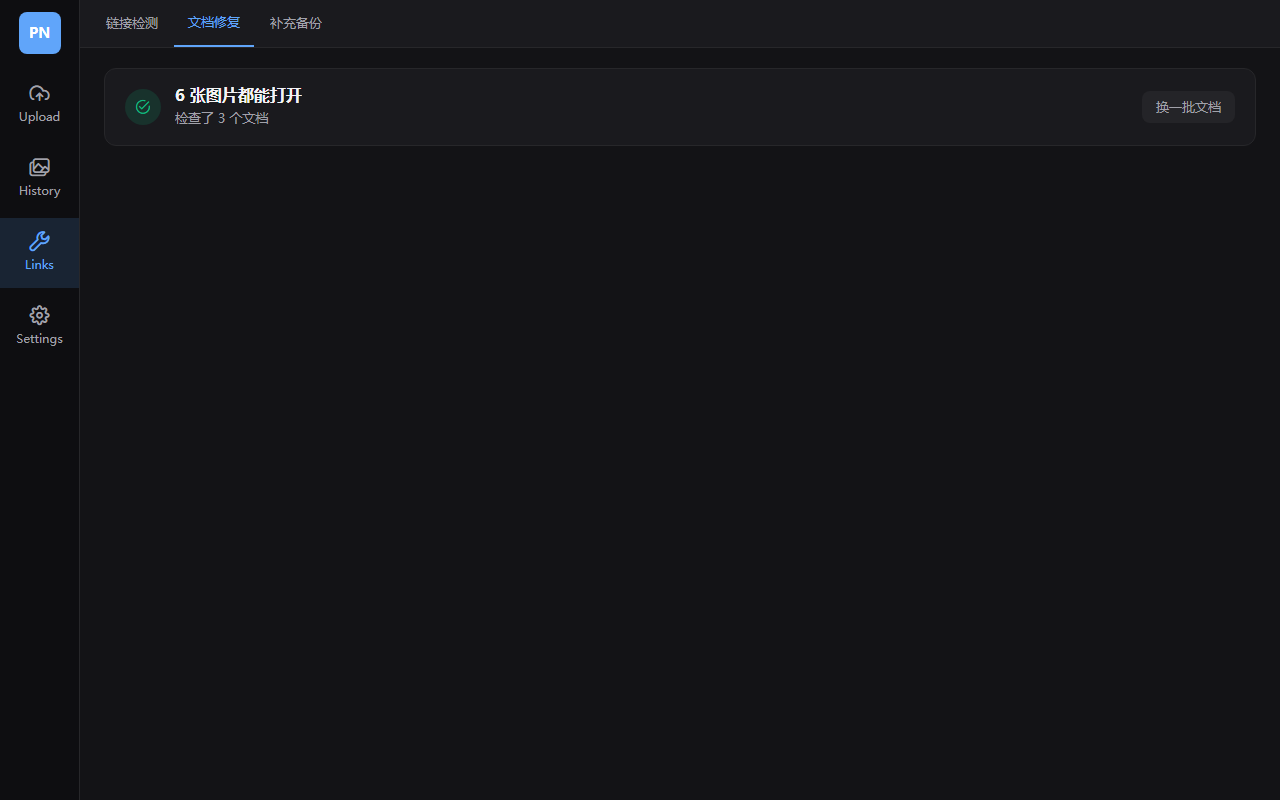 PN
Upload
History
Links
Settings
链接检测
文档修复
补充备份
6 张图片都能打开
检查了 3 个文档
换一批文档